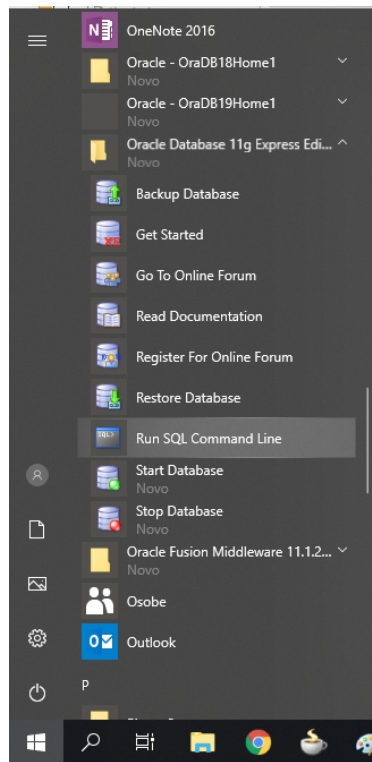 OneNote 2016
Oracle - OraDB18Home1
Novo
Oracle - OraDB19Home1
Novo
Oracle Database 11g Express Edi...
Novo
Backup Database
Get Started
Go To Online Forum
Read Documentation
Register For Online Forum
Restore Database
SQL>
Run SQL Command Line
Start Database
Novo
Stop Database
Novo
Oracle Fusion Middleware 11.1.2...
Novo
Osobe
Outlook
P